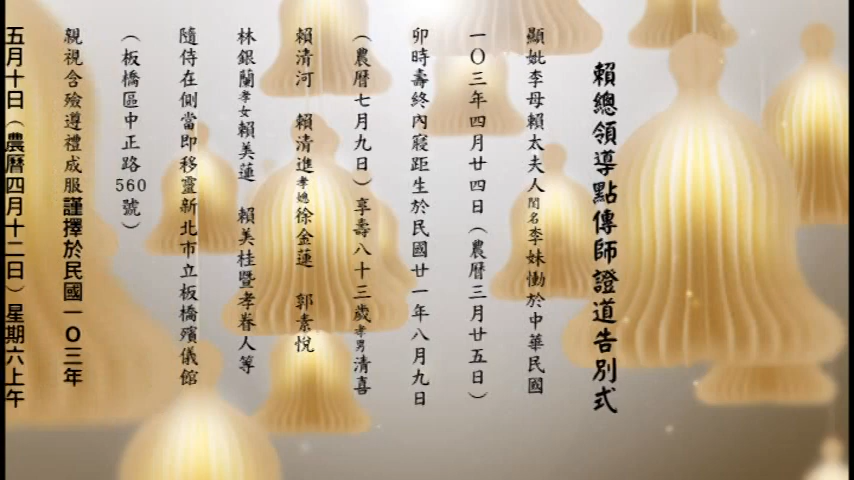 賴總領導點傳師證道告別式
顯妣李母賴太夫人閨名李妹慟於中華民國
一〇三年四月廿四日（農曆三月廿五日）
卯時壽終內寢距生於民國廿一年八月九日
（農曆七月九日）享壽八十三歲孝男清喜
賴清河　賴清進孝媳徐金蓮　郭素悅
林銀蘭孝女賴美蓮　賴美桂暨孝眷人等
隨侍在側當即移靈新北市立板橋殯儀館
（板橋區中正路560號）
親視含殮遵禮成服謹擇於民國一〇三年
五月十日（農曆四月十二日）星期六上午